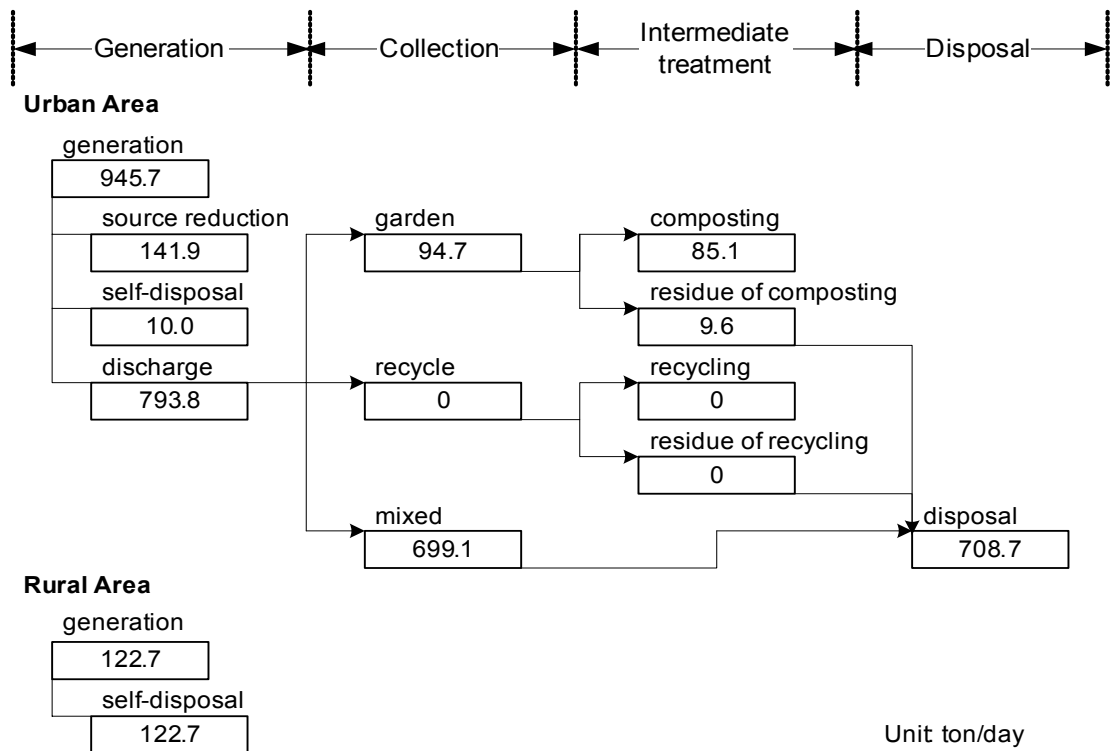 Generation
Collection
Intermediate
treatment
Disposal
Urban Area
generation
945.7
source reduction
141.9
garden
94.7
composting
85.1
self-disposal
10.0
residue of composting
9.6
discharge
793.8
recycle
0
recycling
0
residue of recycling
0
mixed
699.1
disposal
708.7
Rural Area
generation
122.7
self-disposal
122.7
Unit ton/day